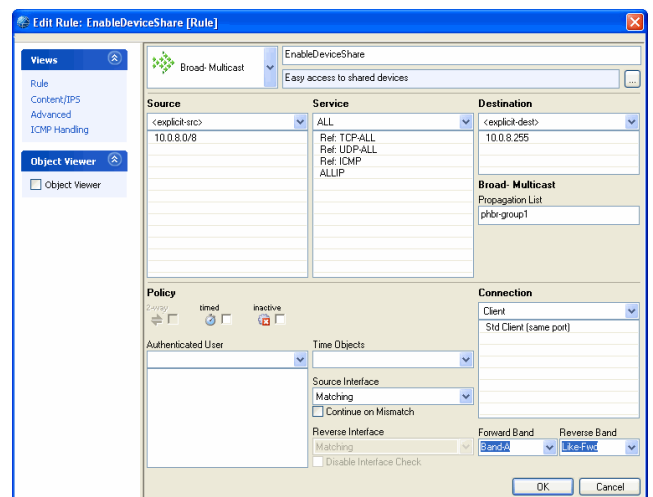 Edit Rule: EnableDeviceShare [Rule]
Views
Rule
Content/IPS
Advanced
ICMP Handling
Object Viewer
Object Viewer
Broad- Multicast
EnableDeviceShare
Easy access to shared devices
...
Source
<explicit-src>
10.0.8.0/8
Service
ALL
Ref: TCP-ALL
Ref: UDP-ALL
Ref: ICMP
ALLIP
Destination
<explicit-dest>
10.0.8.255
Broad- Multicast
Propagation List
phbr-group1
Policy
2-way
timed
inactive
Authenticated User
Time Objects
Source Interface
Matching
Continue on Mismatch
Reverse Interface
Matching
Disable Interface Check
Connection
Client
Std Client (same port)
Forward Band
Reverse Band
Band-A
Like-Fwd
OK
Cancel